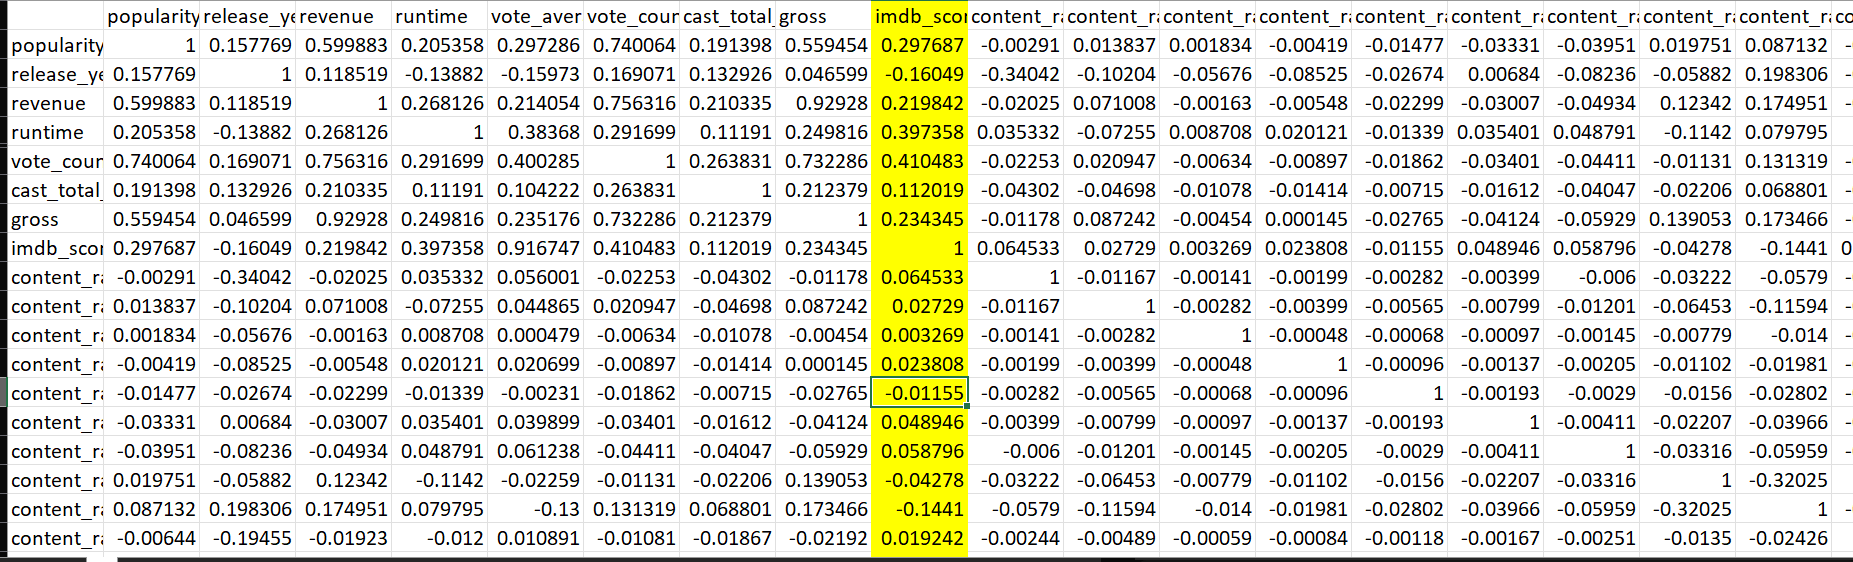 popularity release_ye revenue runtime vote_aver vote_cour cast_total_ gross imdb_scor content_ra content_ra content_ra content_ra content_ra content_ra content_ra content_ra content_ra co
popularity 1 0.157769 0.599883 0.205358 0.297286 0.740064 0.191398 0.559454 0.297687 -0.00291 0.013837 0.001834 -0.00419 -0.01477 -0.03331 -0.03951 0.019751 0.087132 -
release_ye 0.157769 1 0.118519 -0.13882 -0.15973 0.169071 0.132926 0.046599 -0.16049 -0.34042 -0.10204 -0.05676 -0.08525 -0.02674 0.00684 -0.08236 -0.05882 0.198306 -
revenue 0.599883 0.118519 1 0.268126 0.214054 0.756316 0.210335 0.92928 0.219842 -0.02025 0.071008 -0.00163 -0.00548 -0.02299 -0.03007 -0.04934 0.12342 0.174951 -
runtime 0.205358 -0.13882 0.268126 1 0.38368 0.291699 0.11191 0.249816 0.397358 0.035332 -0.07255 0.008708 0.020121 -0.01339 0.035401 0.048791 -0.1142 0.079795
vote_cour 0.740064 0.169071 0.756316 0.291699 0.400285 1 0.263831 0.732286 0.410483 -0.02253 0.020947 -0.00634 -0.00897 -0.01862 -0.03401 -0.04411 -0.01131 0.131319 -
cast_total_ 0.191398 0.132926 0.210335 0.11191 0.104222 0.263831 1 0.212379 0.112019 -0.04302 -0.04698 -0.01078 -0.01414 -0.00715 -0.01612 -0.04047 -0.02206 0.068801 -
gross 0.559454 0.046599 0.92928 0.249816 0.235176 0.732286 0.212379 1 0.234345 -0.01178 0.087242 -0.00454 0.000145 -0.02765 -0.04124 -0.05929 0.139053 0.173466 -
imdb_scor 0.297687 -0.16049 0.219842 0.397358 0.916747 0.410483 0.112019 0.234345 1 0.064533 0.02729 0.003269 0.023808 -0.01155 0.048946 0.058796 -0.04278 -0.1441 0
content_ra -0.00291 -0.34042 -0.02025 0.035332 0.056001 -0.02253 -0.04302 -0.01178 0.064533 1 -0.01167 -0.00141 -0.00199 -0.00282 -0.00399 -0.006 -0.03222 -0.0579 -
content_ra 0.013837 -0.10204 0.071008 -0.07255 0.044865 0.020947 -0.04698 0.087242 0.02729 -0.01167 1 -0.00282 -0.00399 -0.00565 -0.00799 -0.01201 -0.06453 -0.11594 -
content_ra 0.001834 -0.05676 -0.00163 0.008708 0.000479 -0.00634 -0.01078 -0.00454 0.003269 -0.00141 -0.00282 1 -0.00048 -0.00068 -0.00097 -0.00145 -0.00779 -0.014 -
content_ra -0.00419 -0.08525 -0.00548 0.020121 0.020699 -0.00897 -0.01414 0.000145 0.023808 -0.00199 -0.00399 -0.00048 1 -0.00096 -0.00137 -0.00205 -0.01102 -0.01981 -
content_ra -0.01477 -0.02674 -0.02299 -0.01339 -0.00231 -0.01862 -0.00715 -0.02765 -0.01155 -0.00282 -0.00565 -0.00068 -0.00096 1 -0.00193 -0.0029 -0.0156 -0.02802 -
content_ra -0.03331 0.00684 -0.03007 0.035401 0.039899 -0.03401 -0.01612 -0.04124 0.048946 -0.00399 -0.00799 -0.00097 -0.00137 -0.00193 1 -0.00411 -0.02207 -0.03966 -
content_ra -0.03951 -0.08236 -0.04934 0.048791 0.061238 -0.04411 -0.04047 -0.05929 0.058796 -0.006 -0.01201 -0.00145 -0.00205 -0.0029 -0.00411 1 -0.03316 -0.05959 -
content_ra 0.019751 -0.05882 0.12342 -0.1142 -0.02259 -0.01131 -0.02206 0.139053 -0.04278 -0.03222 -0.06453 -0.00779 -0.01102 -0.0156 -0.02207 -0.03316 1 -0.32025 -
content_ra 0.087132 0.198306 0.174951 0.079795 -0.13 0.131319 0.068801 0.173466 -0.1441 -0.0579 -0.11594 -0.014 -0.01981 -0.02802 -0.03966 -0.05959 -0.32025 1 -
content_ra -0.00644 -0.19455 -0.01923 -0.012 0.010891 -0.01081 -0.01867 -0.02192 0.019242 -0.00244 -0.00489 -0.00059 -0.00084 -0.00118 -0.00167 -0.00251 -0.0135 -0.02426 -